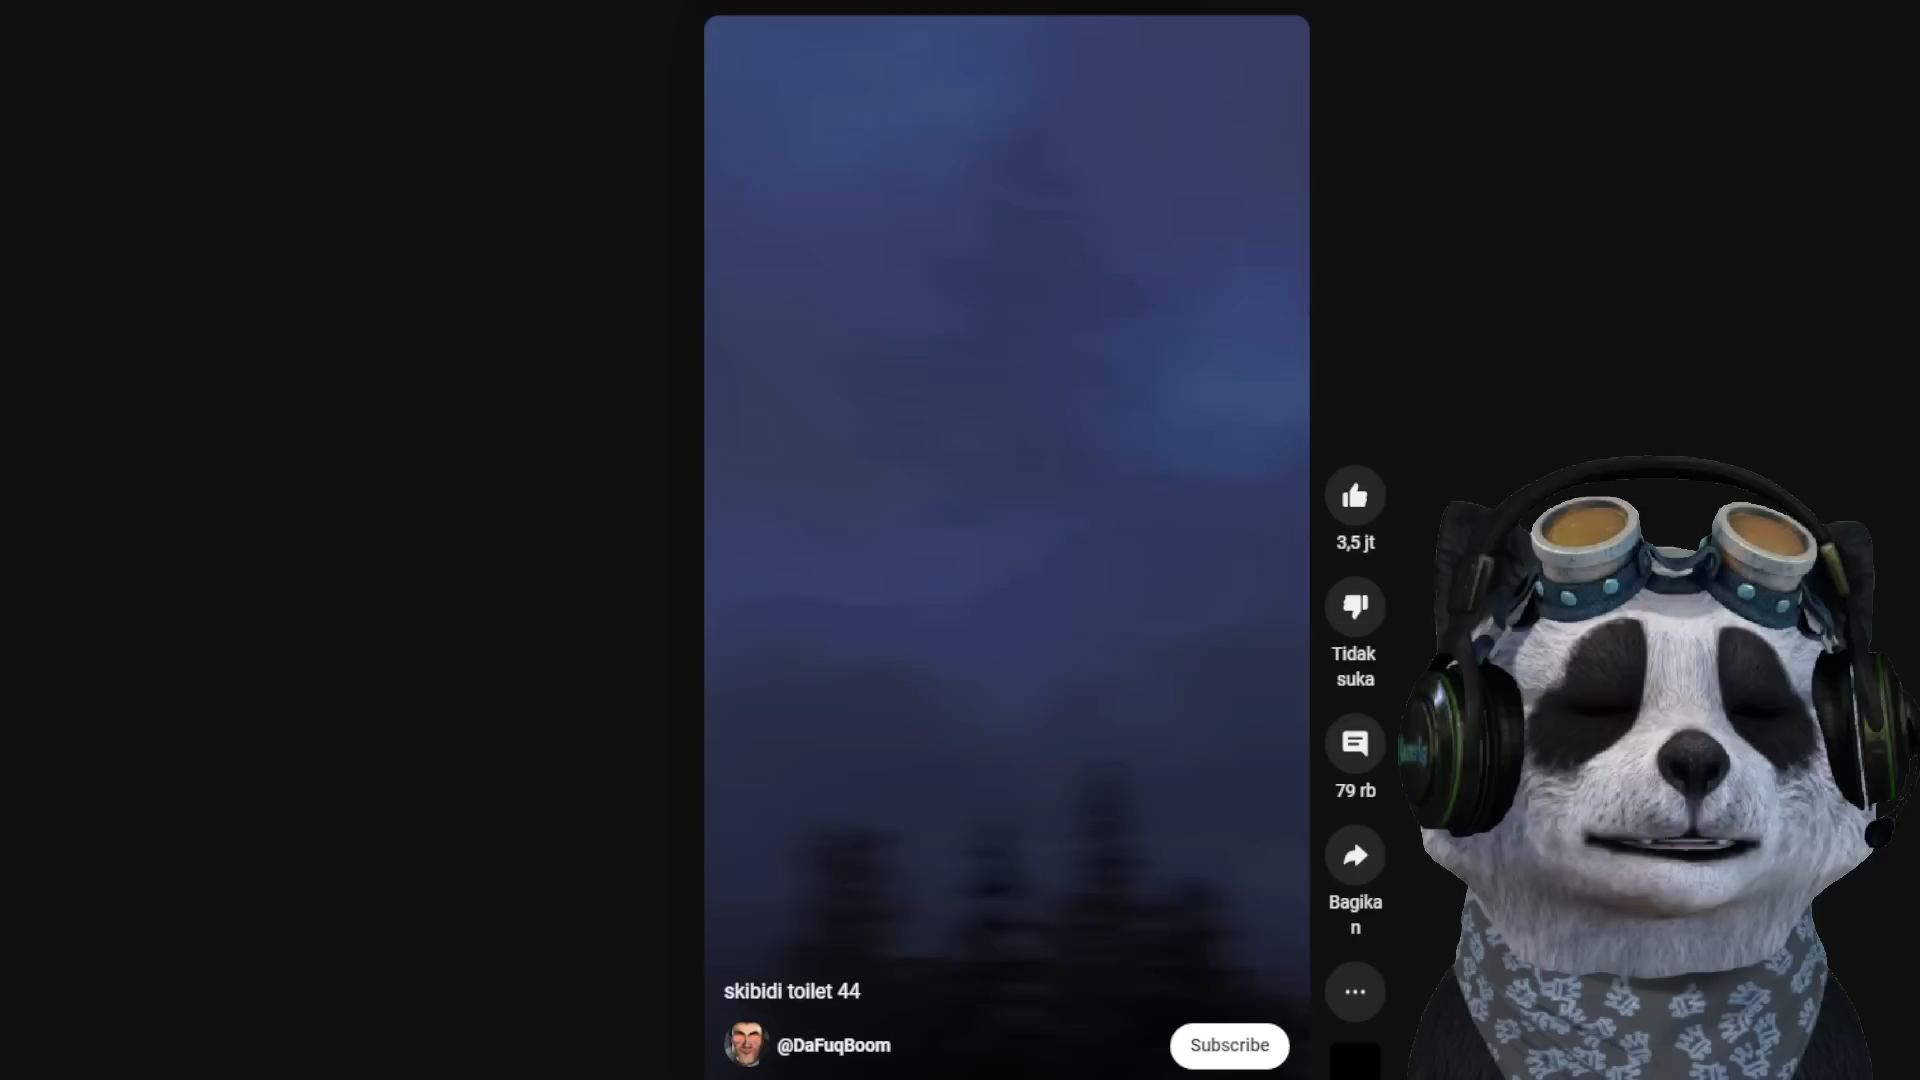 3,5 jt
Tidak
suka
79 rb
Bagika
n
skibidi toilet 44
@DaFuqBoom
Subscribe